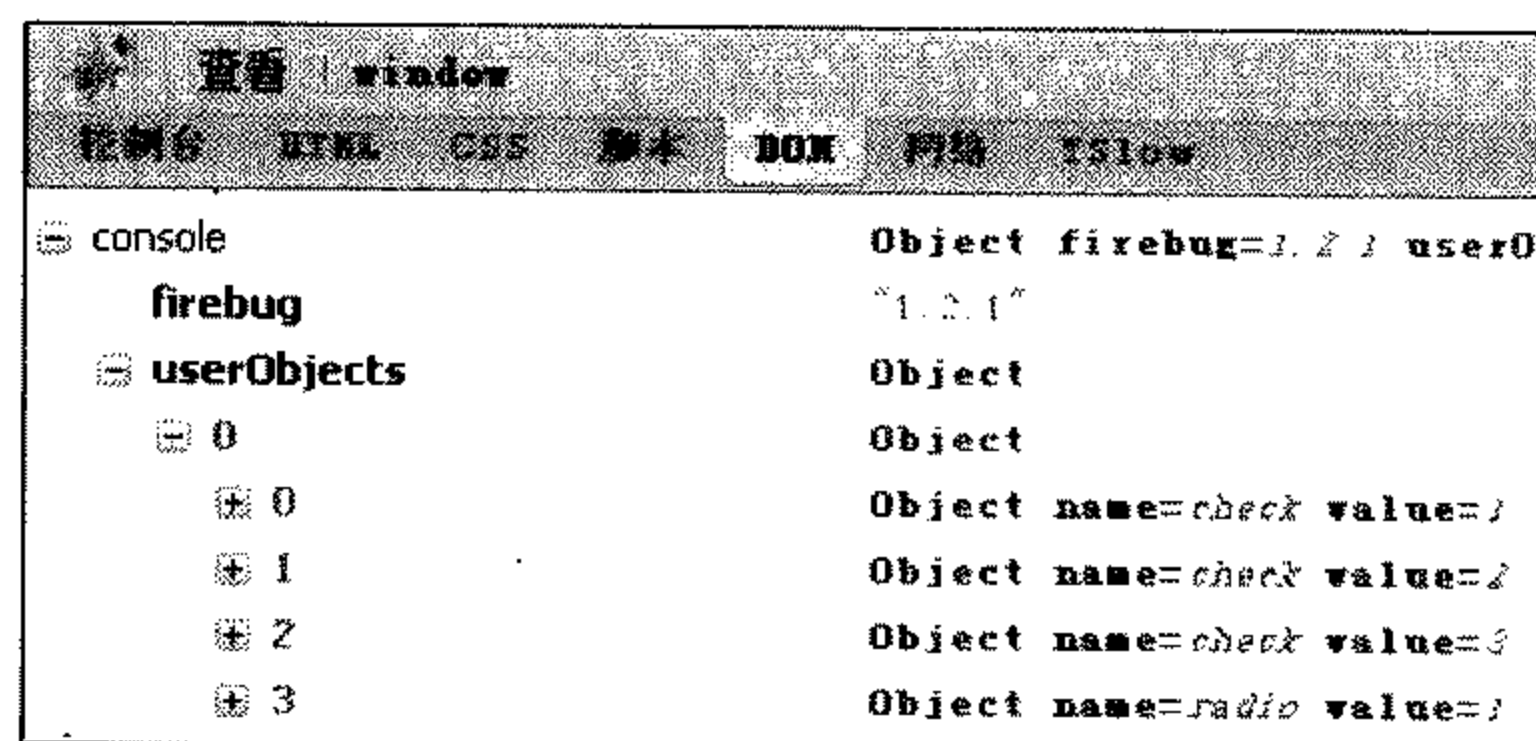 查看 window
控制台 HTML CSS 脚本 DOM 网络 YSlow
console Object firebug=1.2.1 userO
firebug "1.2.1"
userObjects Object
0 Object
0 Object name=check value=1
1 Object name=check value=2
2 Object name=check value=3
3 Object name=radio value=1